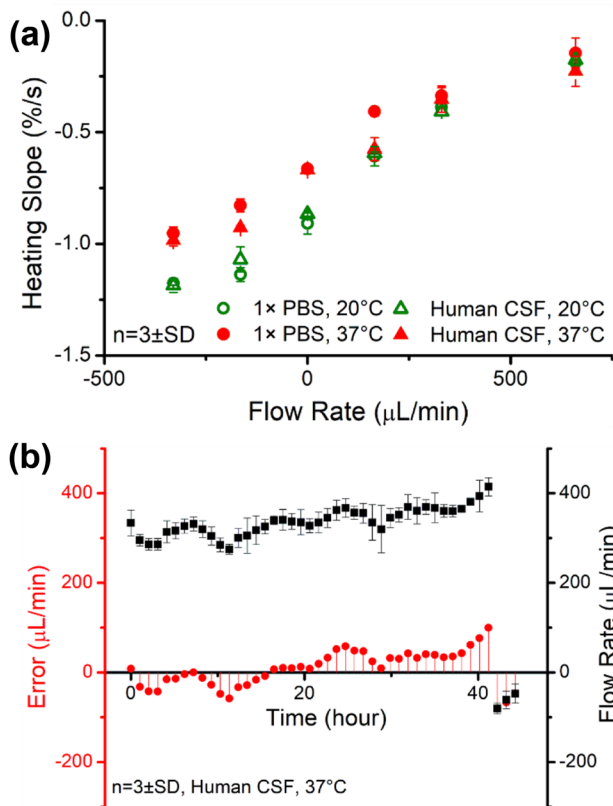 (a)
0.0
-0.5
-1.0
-1.5
Heating Slope (%/s)
1× PBS, 20°C
Human CSF, 20°C
1× PBS, 37°C
Human CSF, 37°C
n=3±SD
-500
0
500
Flow Rate (μL/min)
(b)
400
200
0
-200
Error (μL/min)
400
200
0
-200
Flow Rate (μL/min)
0
20
40
Time (hour)
n=3±SD, Human CSF, 37°C